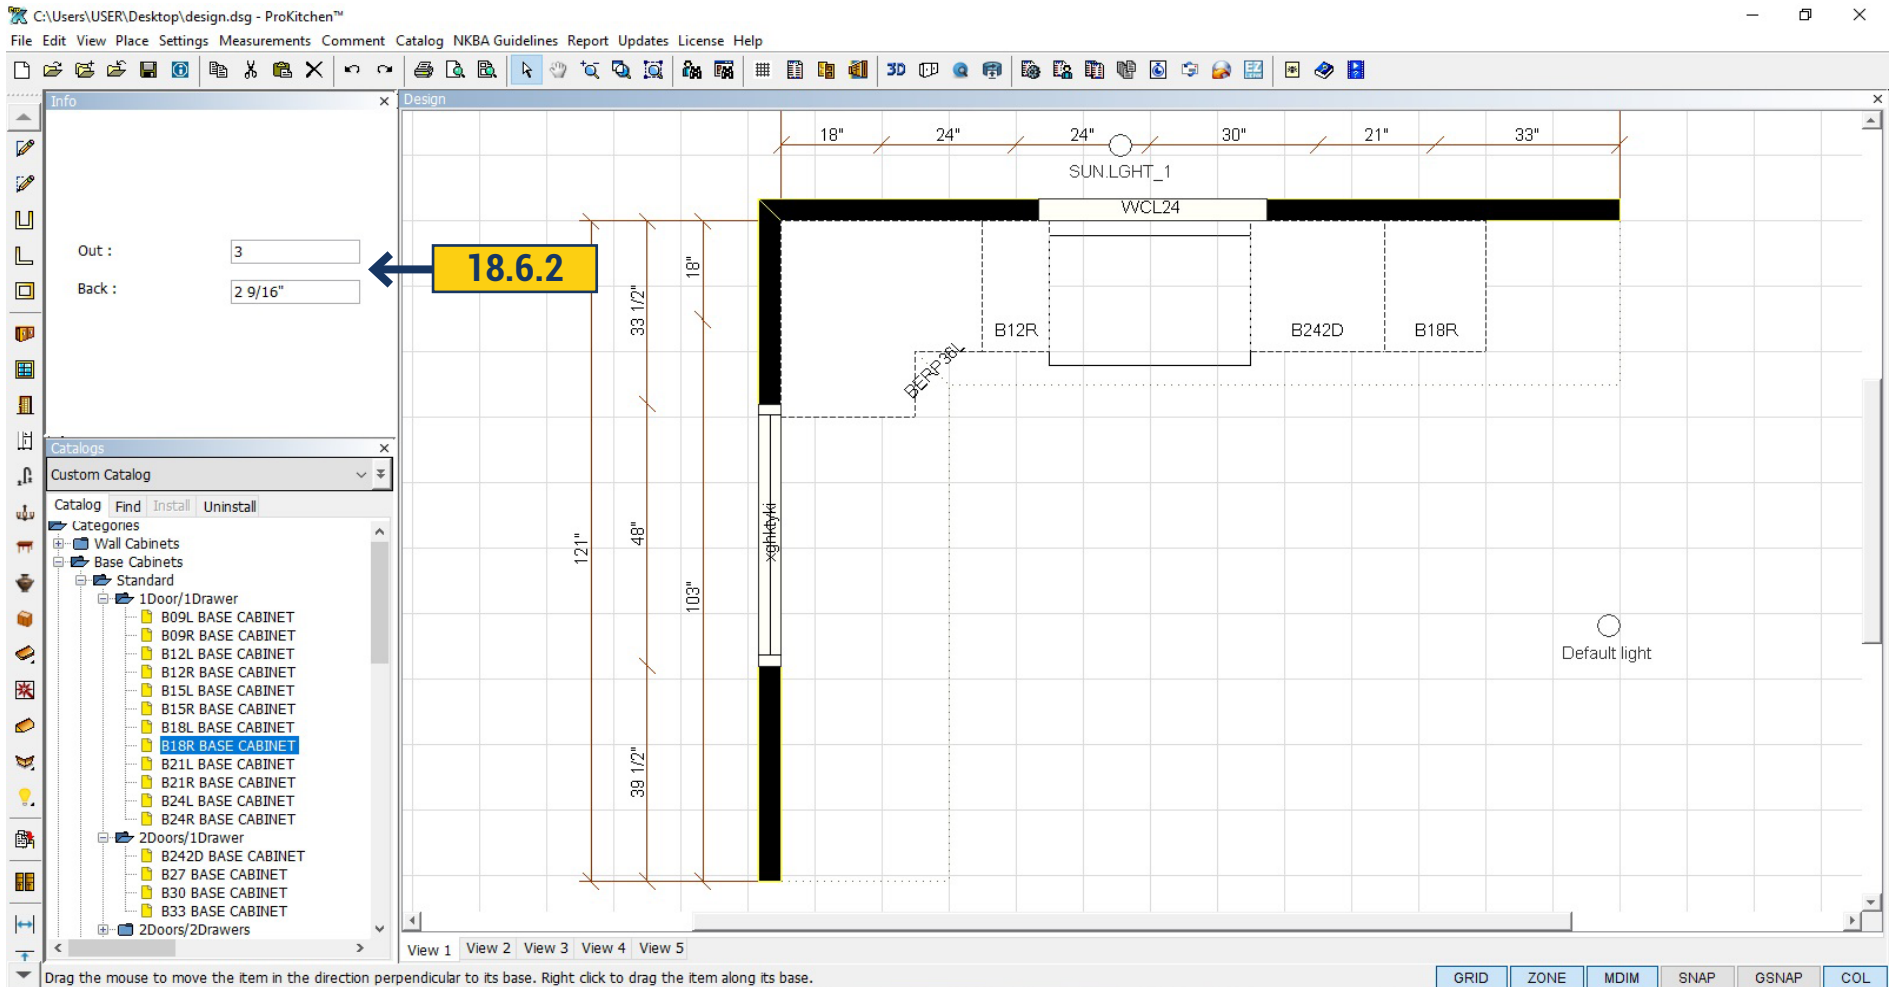 C:\Users\USER\Desktop\design.dsg - ProKitchen™
File Edit View Place Settings Measurements Comment Catalog NKBA Guidelines Report Updates License Help
3D
EZ
Info
Out :
3
Back :
2 9/16"
18.6.2
Catalogs
Custom Catalog
Catalog Find Install Uninstall
Categories
Wall Cabinets
Base Cabinets
Standard
1Door/1Drawer
B09L BASE CABINET
B09R BASE CABINET
B12L BASE CABINET
B12R BASE CABINET
B15L BASE CABINET
B15R BASE CABINET
B18L BASE CABINET
B18R BASE CABINET
B21L BASE CABINET
B21R BASE CABINET
B24L BASE CABINET
B24R BASE CABINET
2Doors/1Drawer
B242D BASE CABINET
B27 BASE CABINET
B30 BASE CABINET
B33 BASE CABINET
2Doors/2Drawers
Design
18" 24" 24" 30" 21" 33"
SUN.LGHT_1
WCL24
18"
33 1/2"
B12R
B242D
B18R
BERP36L
121"
48"
xghktyki
103"
Default light
39 1/2"
View 1 View 2 View 3 View 4 View 5
Drag the mouse to move the item in the direction perpendicular to its base. Right click to drag the item along its base.
GRID ZONE MDIM SNAP GSNAP COL